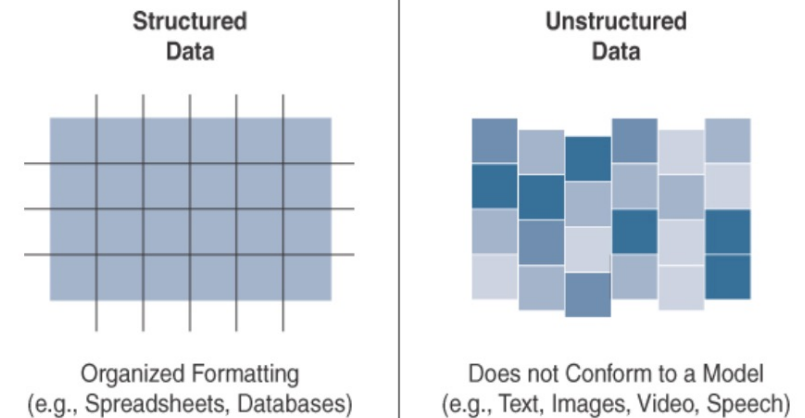 Structured
Data
Unstructured
Data
Organized Formatting
(e.g., Spreadsheets, Databases)
Does not Conform to a Model
(e.g., Text, Images, Video, Speech)